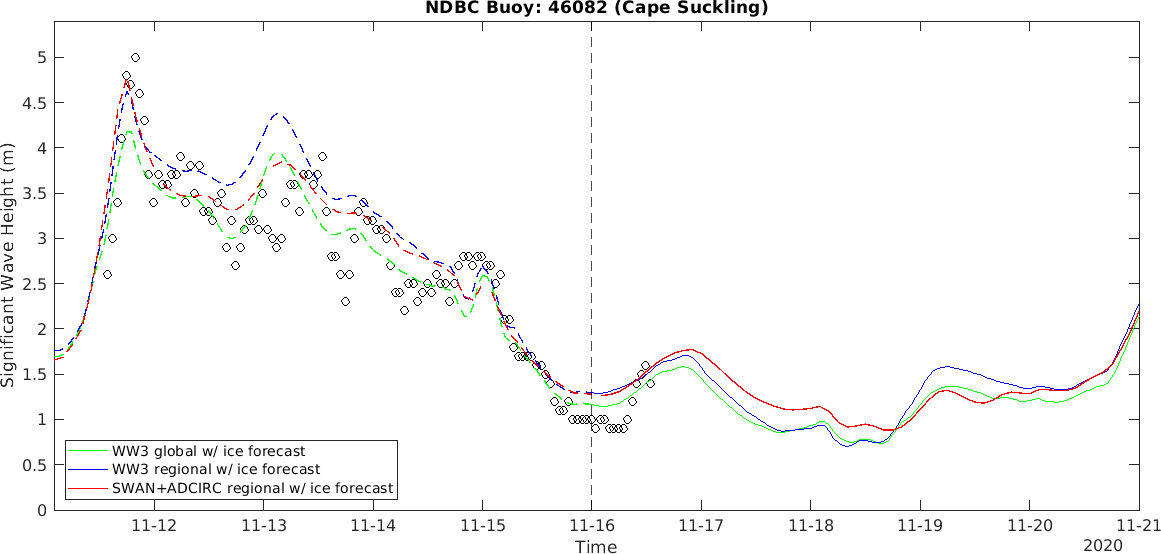 NDBC Buoy: 46082 (Cape Suckling)
5
4.5
4
3.5
3
2.5
2
1.5
1
0.5
0
Significant Wave Height (m)
WW3 global w/ ice forecast
WW3 regional w/ ice forecast
SWAN+ADCIRC regional w/ ice forecast
11-12 11-13 11-14 11-15 11-16 11-17 11-18 11-19 11-20 11-21
Time
2020